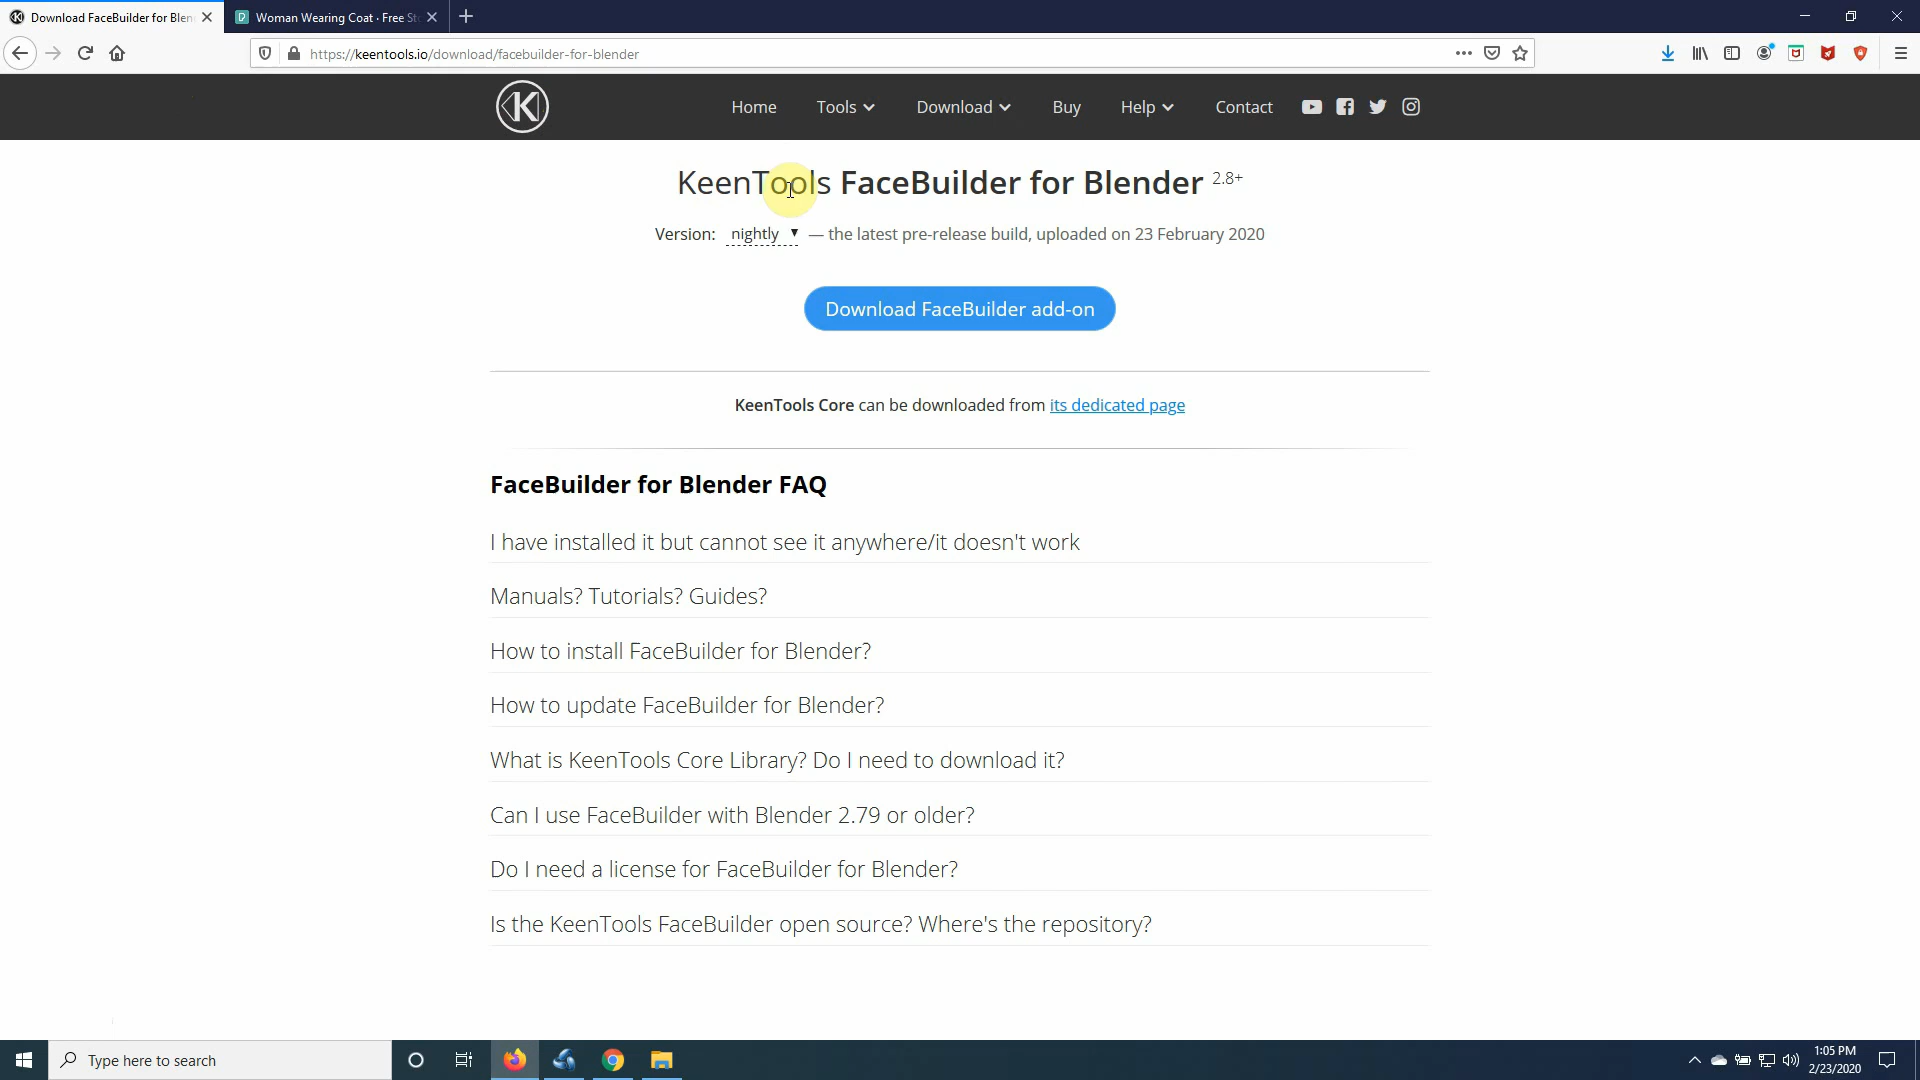 Download FaceBuilder for Blen
Woman Wearing Coat · Free St
https://keentools.io/download/facebuilder-for-blender
K
Home
Tools
Download
Buy
Help
Contact
KeenTools FaceBuilder for Blender 2.8+
Version: nightly ▼ — the latest pre-release build, uploaded on 23 February 2020
Download FaceBuilder add-on
KeenTools Core can be downloaded from its dedicated page
FaceBuilder for Blender FAQ
I have installed it but cannot see it anywhere/it doesn't work
Manuals? Tutorials? Guides?
How to install FaceBuilder for Blender?
How to update FaceBuilder for Blender?
What is KeenTools Core Library? Do I need to download it?
Can I use FaceBuilder with Blender 2.79 or older?
Do I need a license for FaceBuilder for Blender?
Is the KeenTools FaceBuilder open source? Where's the repository?
Type here to search
1:05 PM
2/23/2020